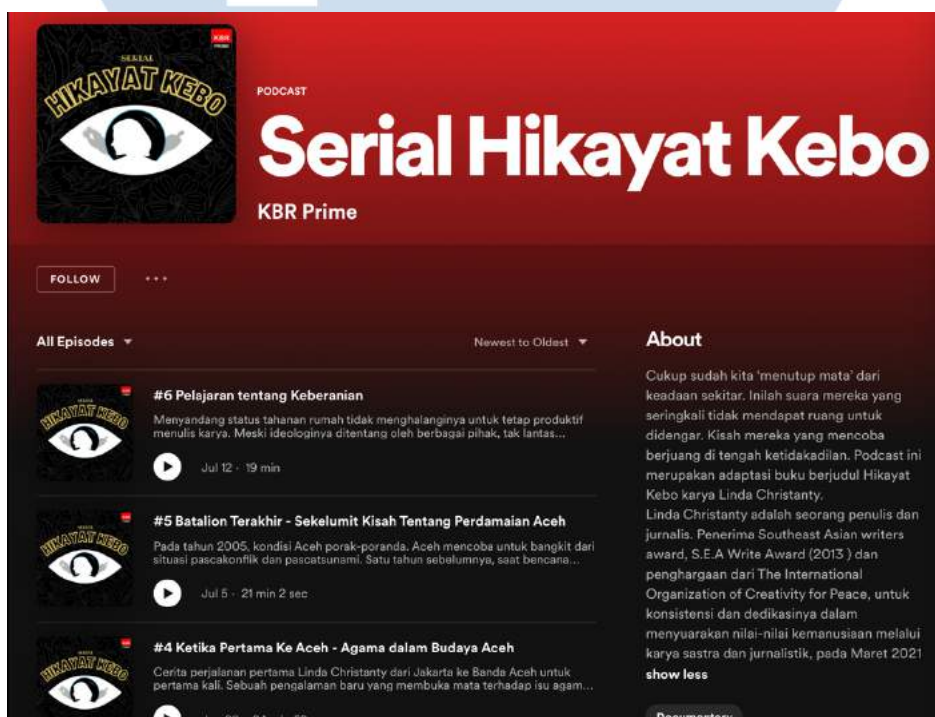 SERIAL
HIKAYAT KEBO
KBR
PRIME
PODCAST
Serial Hikayat Kebo
KBR Prime
FOLLOW
All Episodes
Newest to Oldest
#6 Pelajaran tentang Keberanian
Menyandang status tahanan rumah tidak menghalanginya untuk tetap produktif
menulis karya. Meski ideologinya ditentang oleh berbagai pihak, tak lantas...
Jul 12 · 19 min
HIKAYAT KEBO
#5 Batalion Terakhir - Sekelumit Kisah Tentang Perdamaian Aceh
Pada tahun 2005, kondisi Aceh porak-poranda. Aceh mencoba untuk bangkit dari
situasi pascakonflik dan pascatsunami. Satu tahun sebelumnya, saat bencana...
Jul 5 · 21 min 2 sec
HIKAYAT KEBO
#4 Ketika Pertama Ke Aceh - Agama dalam Budaya Aceh
Cerita perjalanan pertama Linda Christanty dari Jakarta ke Banda Aceh untuk
pertama kali. Sebuah pengalaman baru yang membuka mata terhadap isu agam...
HIKAYAT KEBO
About
Cukup sudah kita 'menutup mata' dari
keadaan sekitar. Inilah suara mereka yang
seringkali tidak mendapat ruang untuk
didengar. Kisah mereka yang mencoba
berjuang di tengah ketidakadilan. Podcast ini
merupakan adaptasi buku berjudul Hikayat
Kebo karya Linda Christanty.
Linda Christanty adalah seorang penulis dan
jurnalis. Penerima Southeast Asian writers
award, S.E.A Write Award (2013 ) dan
penghargaan dari The International
Organization of Creativity for Peace, untuk
konsistensi dan dedikasinya dalam
menyuarakan nilai-nilai kemanusiaan melalui
karya sastra dan jurnalistik, pada Maret 2021
show less
Documentary